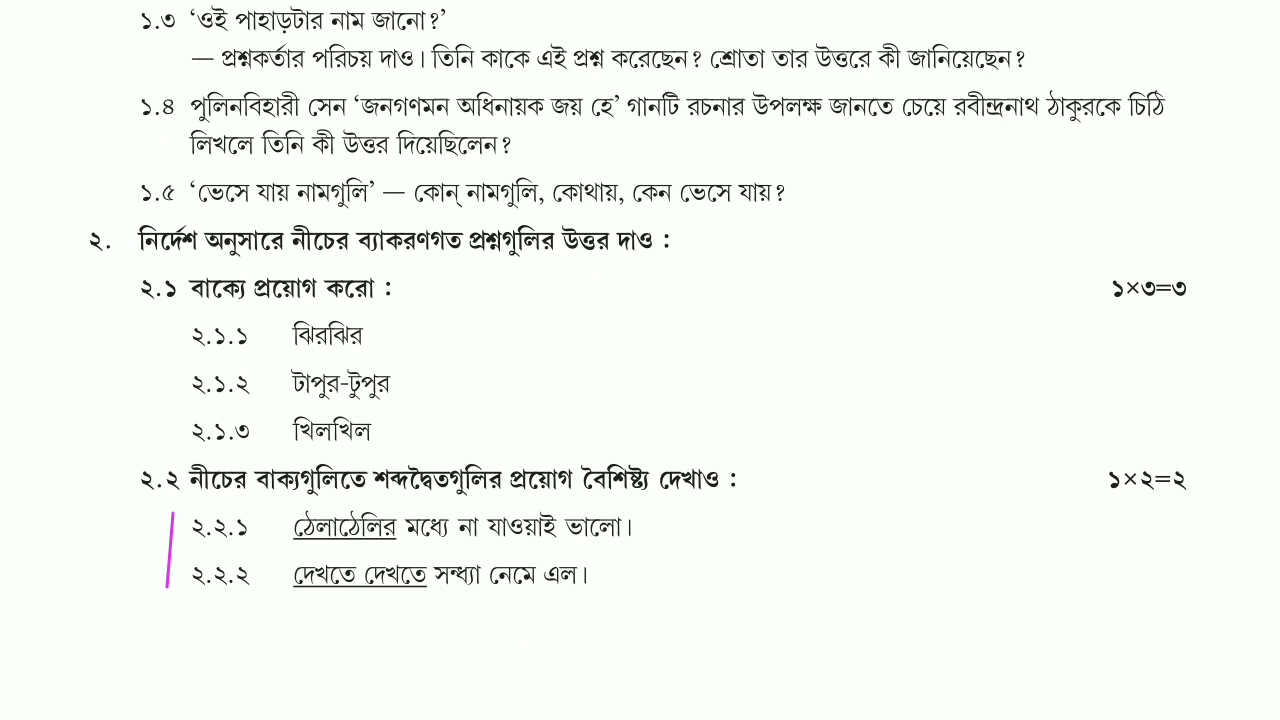 ১.৩ ‘ওই পাহাড়টার নাম জানো?’
— প্রশ্নকর্তার পরিচয় দাও। তিনি কাকে এই প্রশ্ন করেছেন? শ্রোতা তার উত্তরে কী জানিয়েছেন?
১.৪ পুলিনবিহারী সেন ‘জনগণমন অধিনায়ক জয় হে’ গানটি রচনার উপলক্ষ জানতে চেয়ে রবীন্দ্রনাথ ঠাকুরকে চিঠি
লিখলে তিনি কী উত্তর দিয়েছিলেন?
১.৫ ‘ভেসে যায় নামগুলি’ — কোন্ নামগুলি, কোথায়, কেন ভেসে যায়?
২. নির্দেশ অনুসারে নীচের ব্যাকরণগত প্রশ্নগুলির উত্তর দাও :
২.১ বাক্যে প্রয়োগ করো : ১×৩=৩
২.১.১ ঝিরঝির
২.১.২ টাপুর-টুপুর
২.১.৩ খিলখিল
২.২ নীচের বাক্যগুলিতে শব্দদ্বৈতগুলির প্রয়োগ বৈশিষ্ট্য দেখাও : ১×২=২
২.২.১ ঠেলাঠেলির মধ্যে না যাওয়াই ভালো।
২.২.২ দেখতে দেখতে সন্ধ্যা নেমে এল।